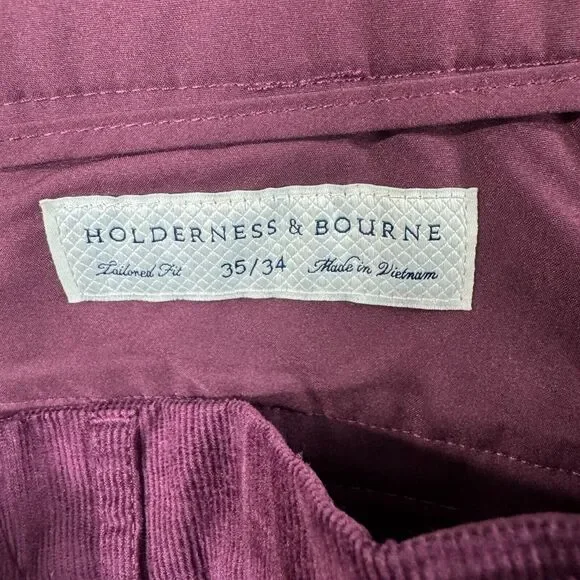 HOLDERNESS & BOURNE
Tailored Fit 35/34 Made in Vietnam